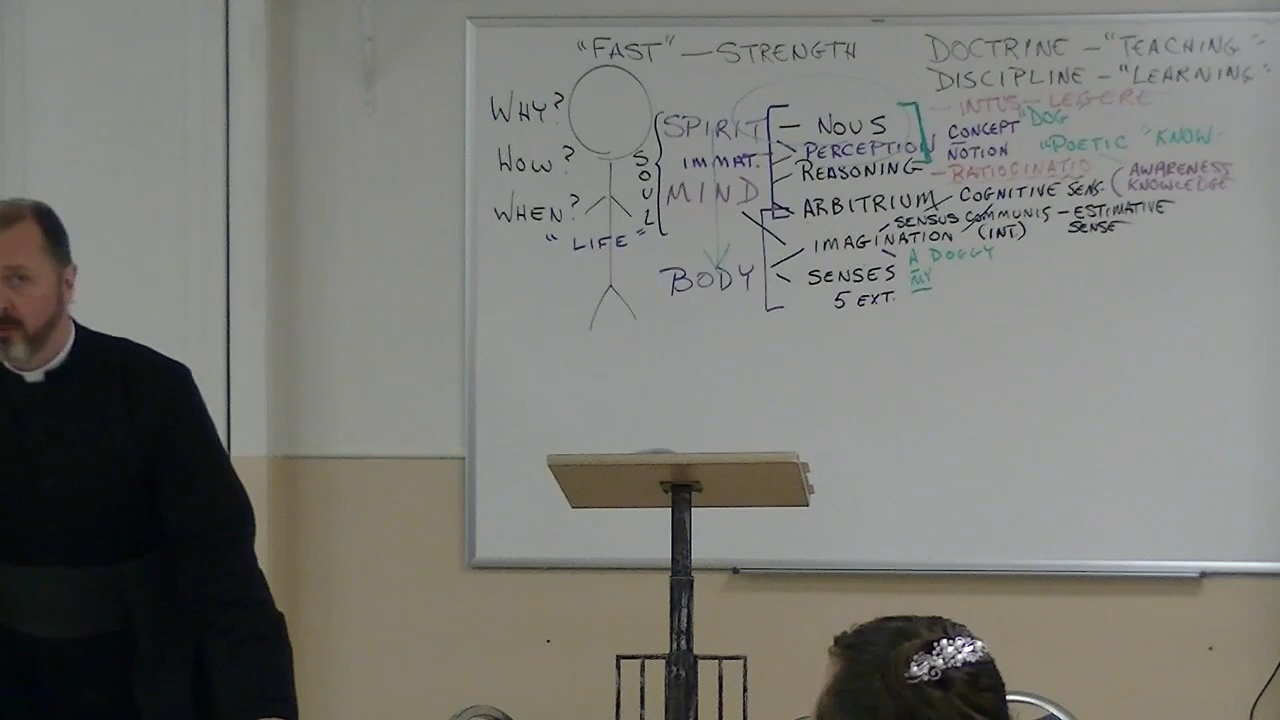 "FAST" — STRENGTH
DOCTRINE - "TEACHING"-
DISCIPLINE - "LEARNING"
WHY?
HOW?
WHEN?
"LIFE"
SOUL
SPIRIT
IMMAT.
MIND
BODY
— NOUS
PERCEPTION
REASONING
ARBITRIUM
IMAGINATION
SENSES
5 EXT.
— INTUS - LEGERE
CONCEPT "DOG
NOTION
"POETIC "KNOW
— RATIOCINATIO
COGNITIVE SENS. ( AWARENESS
KNOWLEDGE
SENSUS COMMUNIS - ESTIMATIVE
(INT) SENSE
A DOGGY
MY